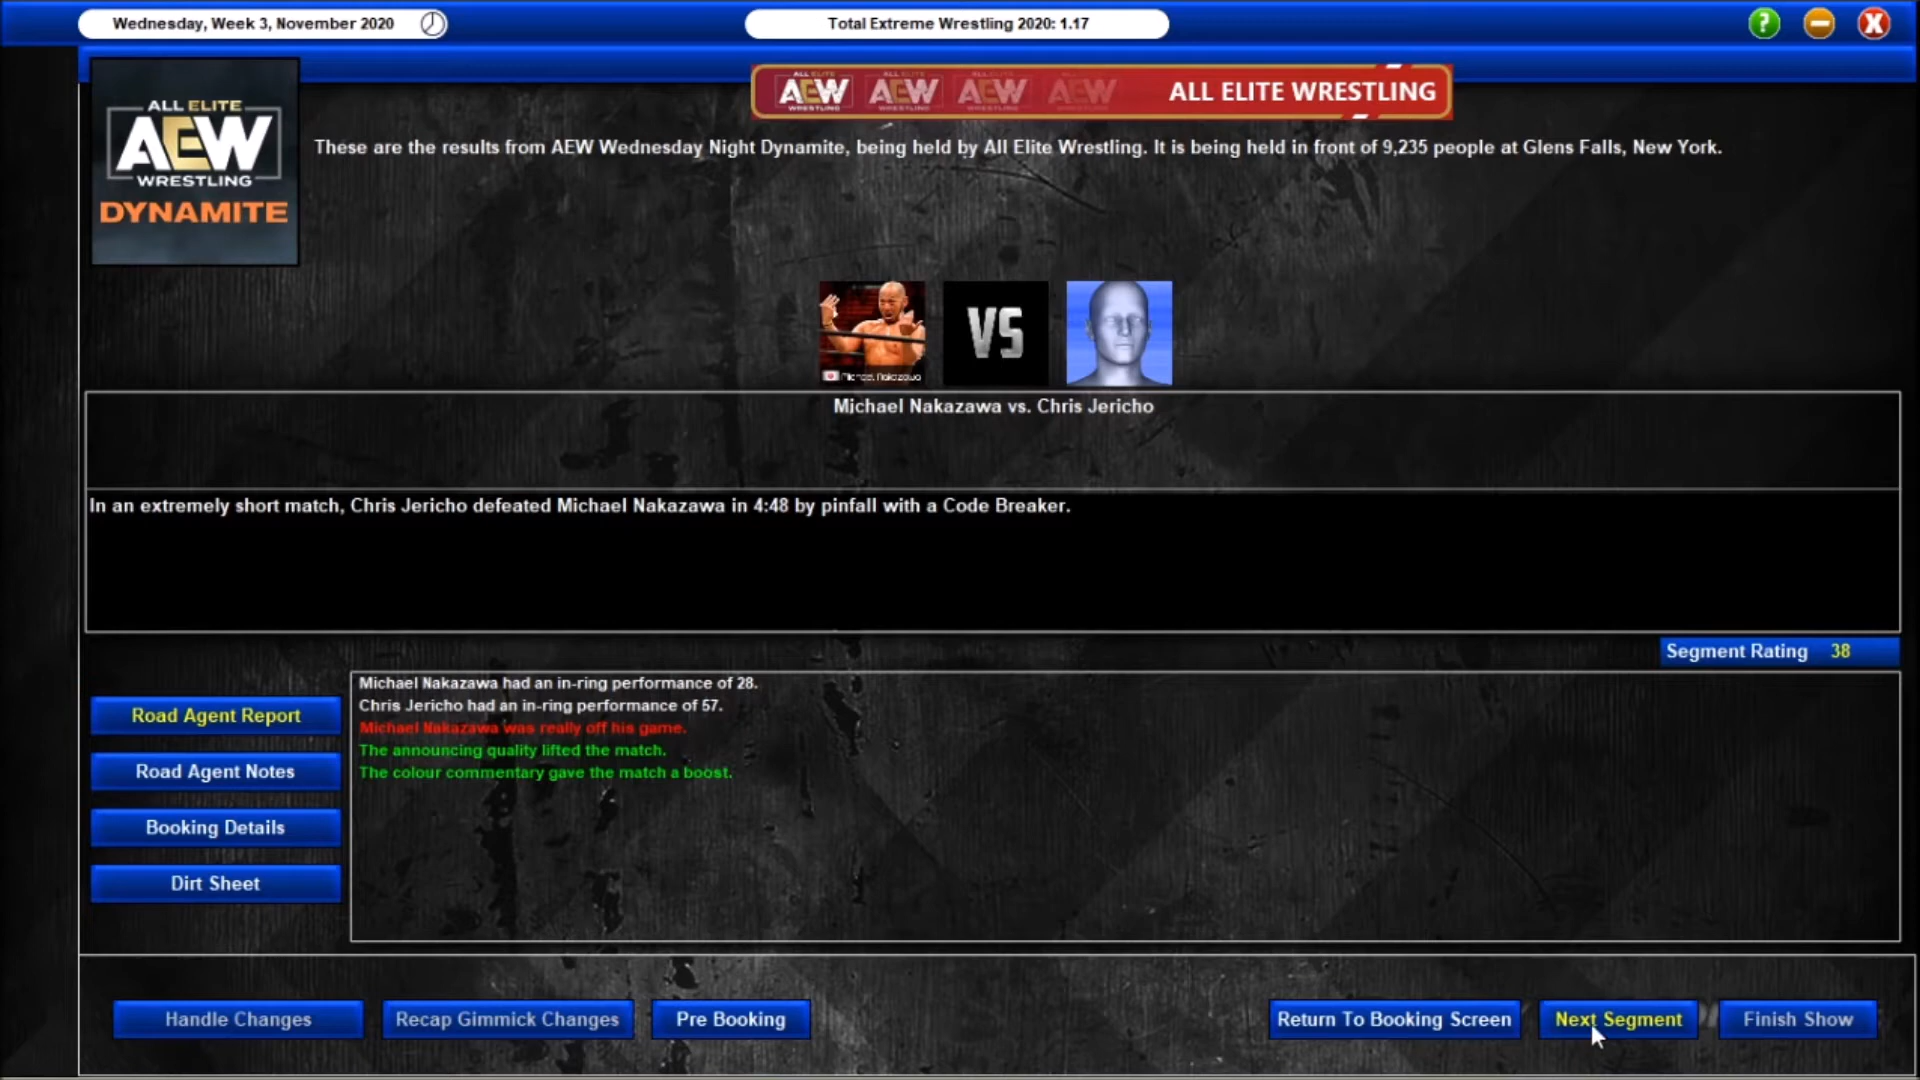 Wednesday, Week 3, November 2020
Total Extreme Wrestling 2020: 1.17
?
X
ALL ELITE
AEW
WRESTLING
DYNAMITE
ALL ELITE
AEW
WRESTLING
AEW
AEW
AEW
ALL ELITE WRESTLING
These are the results from AEW Wednesday Night Dynamite, being held by All Elite Wrestling. It is being held in front of 9,235 people at Glens Falls, New York.
Michael Nakazawa
VS
Michael Nakazawa vs. Chris Jericho
In an extremely short match, Chris Jericho defeated Michael Nakazawa in 4:48 by pinfall with a Code Breaker.
Segment Rating 38
Road Agent Report
Road Agent Notes
Booking Details
Dirt Sheet
Michael Nakazawa had an in-ring performance of 28.
Chris Jericho had an in-ring performance of 57.
Michael Nakazawa was really off his game.
The announcing quality lifted the match.
The colour commentary gave the match a boost.
Handle Changes
Recap Gimmick Changes
Pre Booking
Return To Booking Screen
Next Segment
Finish Show